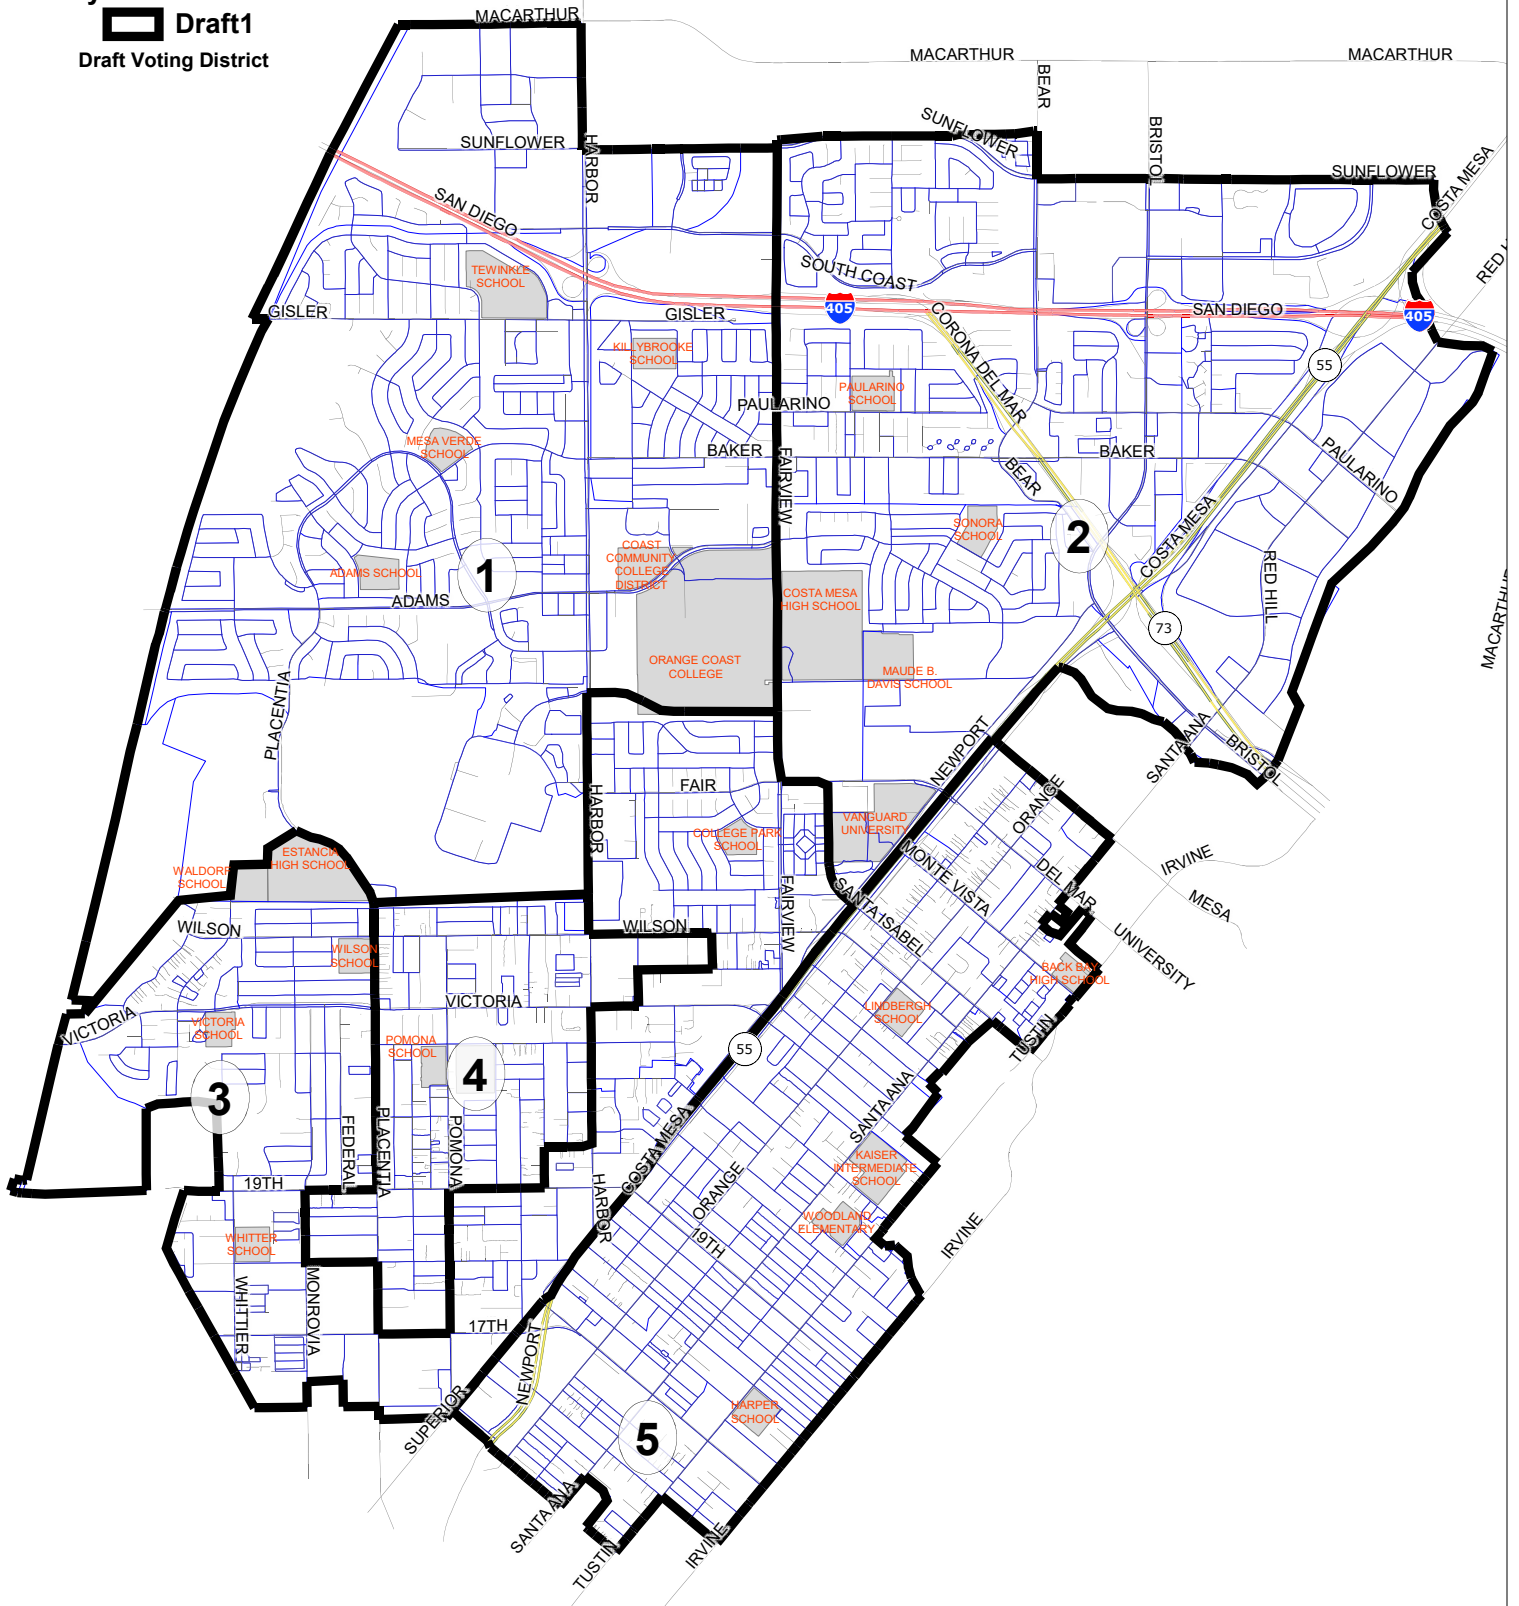 Draft1
Draft Voting District
MACARTHUR
MACARTHUR
MACARTHUR
BEAR
SUNFLOWER
BRISTOL
SUNFLOWER
HARBOR
SUNFLOWER
COSTA MESA
SAN DIEGO
RED
TEWINKLE
SCHOOL
SOUTH COAST
GISLER
GISLER
405
SAN DIEGO
405
CORONA DEL MAR
KILLYBROOKE
SCHOOL
55
PAULARINO
SCHOOL
PAULARINO
MESA VERDE
SCHOOL
BAKER
BAKER
PAULARINO
FAIRVIEW
BEAR
SONORA
SCHOOL
2
COSTA MESA
COAST
COMMUNITY
COLLEGE
DISTRICT
ADAMS SCHOOL
1
ADAMS
COSTA MESA
HIGH SCHOOL
RED HILL
73
MACARTHUR
ORANGE COAST
COLLEGE
MAUDE B.
DAVIS SCHOOL
PLACENTIA
NEWPORT
SANTA ANA
BRISTOL
FAIR
HARBOR
ORANGE
COLLEGE PARK
SCHOOL
VANGUARD
UNIVERSITY
ESTANCIA
HIGH SCHOOL
WALDORF
SCHOOL
MONTE VISTA
DEL MAR
IRVINE
MESA
FAIRVIEW
SANTA ISABEL
WILSON
WILSON
UNIVERSITY
WILSON
SCHOOL
BACK BAY
HIGH SCHOOL
VICTORIA
LINDBERGH
SCHOOL
VICTORIA
VICTORIA
SCHOOL
TUSTIN
POMONA
SCHOOL
55
4
3
SANTA ANA
FEDERAL
PLACENTIA
POMONA
COSTA MESA
KAISER
INTERMEDIATE
SCHOOL
19TH
HARBOR
ORANGE
WOODLAND
ELEMENTARY
WHITTER
SCHOOL
19TH
IRVINE
WHITTIER
MONROVIA
17TH
NEWPORT
SUPERIOR
HARPER
SCHOOL
5
SANTA ANA
TUSTIN
IRVINE